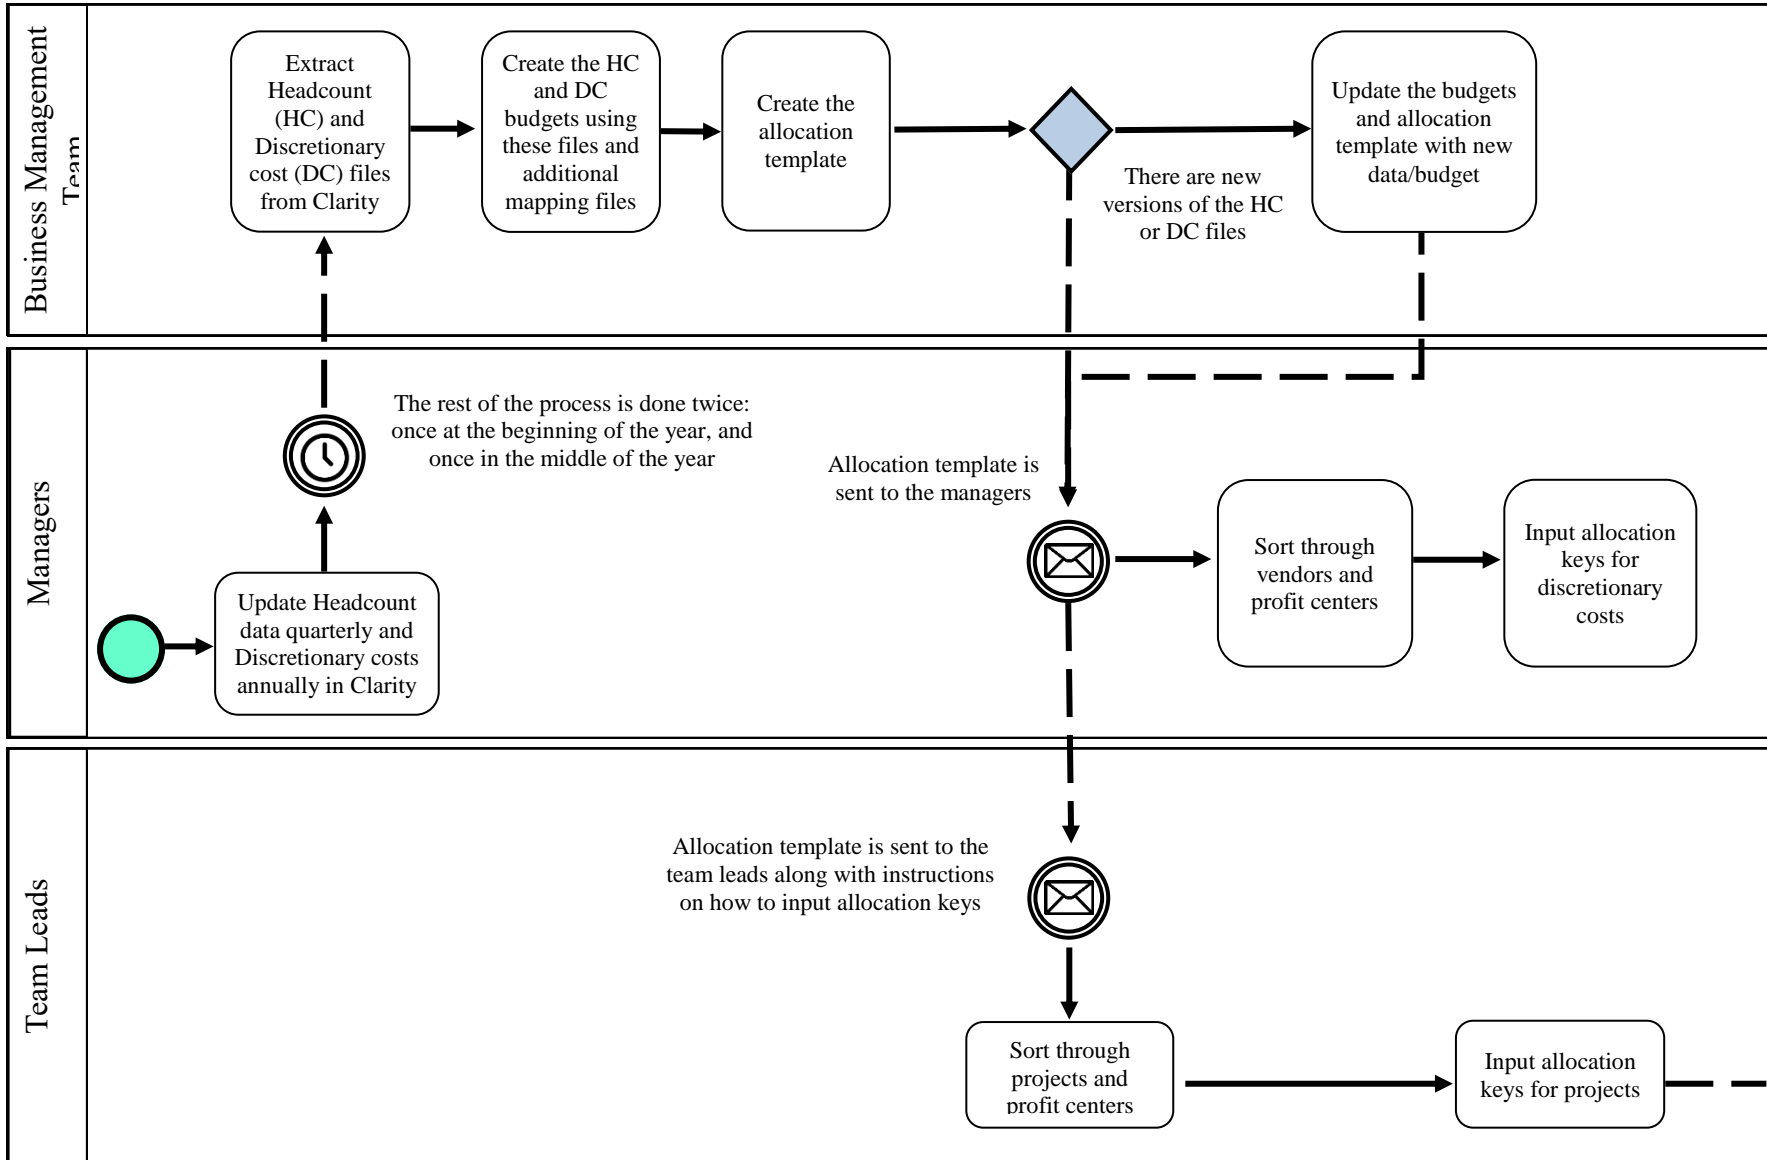 Business Management
Team
Extract
Headcount
(HC) and
Discretionary
cost (DC) files
from Clarity
Create the HC
and DC
budgets using
these files and
additional
mapping files
Create the
allocation
template
There are new
versions of the HC
or DC files
Update the budgets
and allocation
template with new
data/budget
Managers
The rest of the process is done twice:
once at the beginning of the year, and
once in the middle of the year
Update Headcount
data quarterly and
Discretionary costs
annually in Clarity
Allocation template is
sent to the managers
Sort through
vendors and
profit centers
Input allocation
keys for
discretionary
costs
Team Leads
Allocation template is sent to the
team leads along with instructions
on how to input allocation keys
Sort through
projects and
profit centers
Input allocation
keys for projects